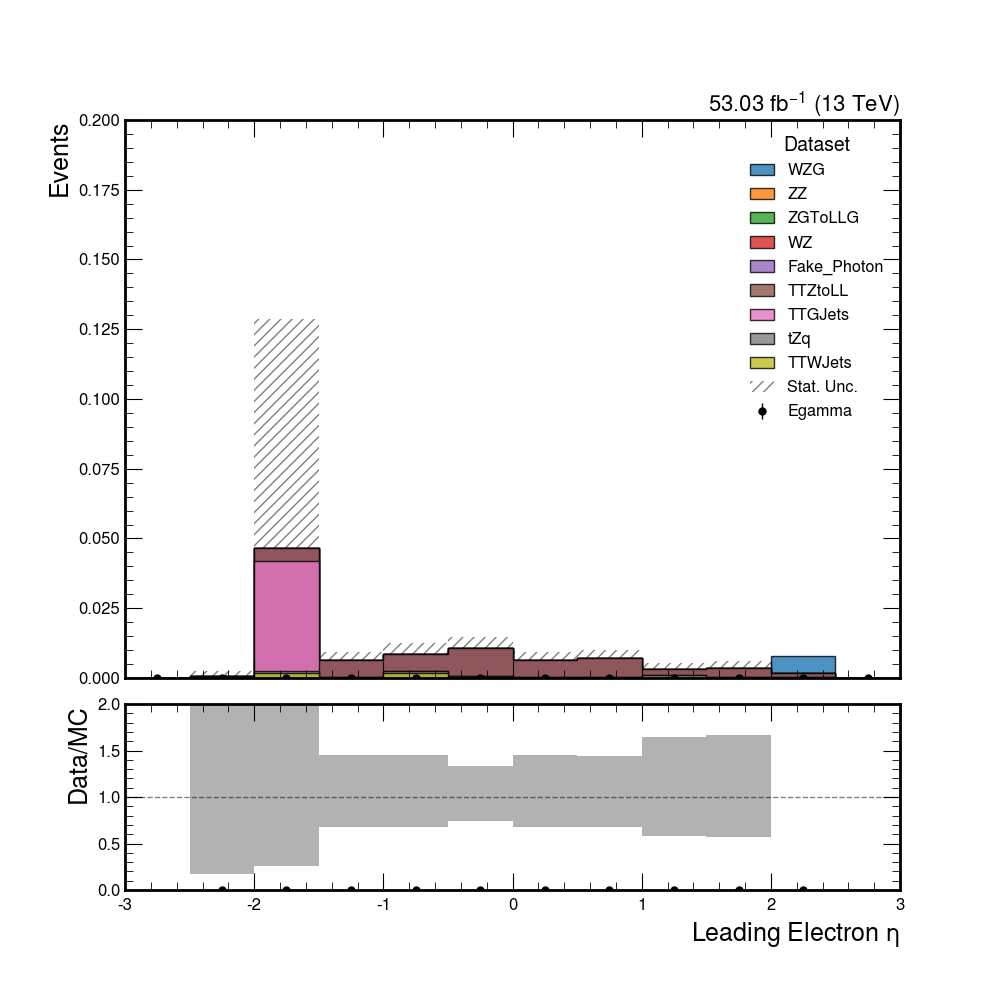 53.03 fb⁻¹ (13 TeV)
Events
0.200
0.175
0.150
0.125
0.100
0.075
0.050
0.025
0.000
Dataset
WZG
ZZ
ZGToLLG
WZ
Fake_Photon
TTZtoLL
TTGJets
tZq
TTWJets
Stat. Unc.
Egamma
Data/MC
2.0
1.5
1.0
0.5
0.0
-3 -2 -1 0 1 2 3
Leading Electron η